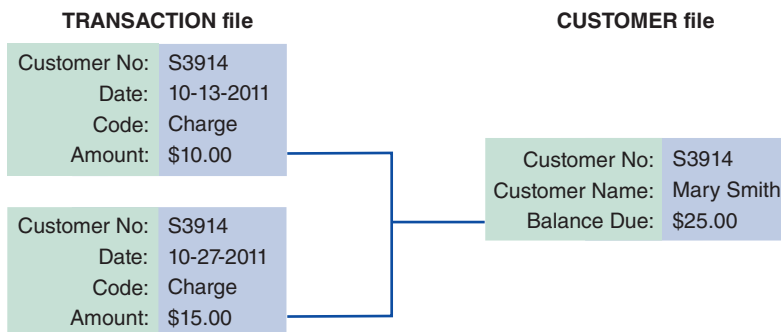 TRANSACTION file
Customer No: S3914
Date: 10-13-2011
Code: Charge
Amount: $10.00
Customer No: S3914
Date: 10-27-2011
Code: Charge
Amount: $15.00
CUSTOMER file
Customer No: S3914
Customer Name: Mary Smith
Balance Due: $25.00